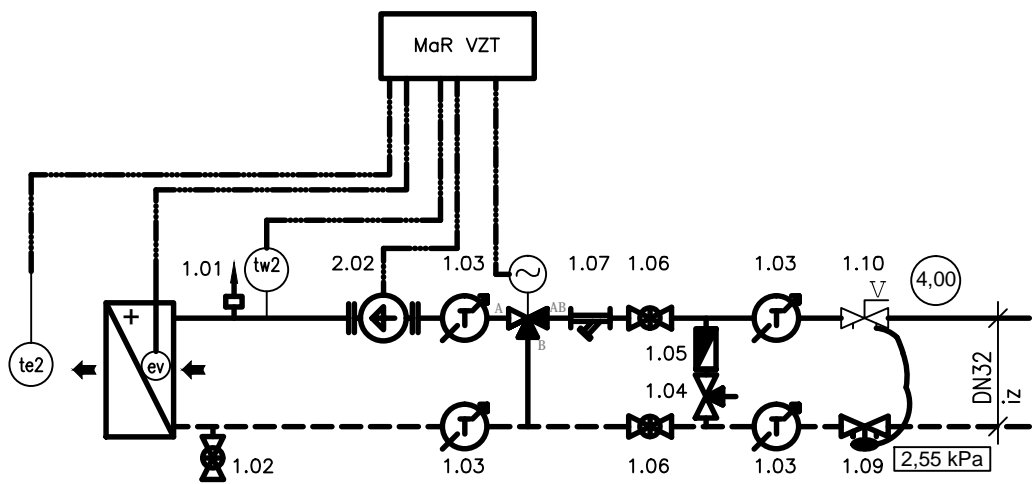 MaR VZT
1.01
tw2
2.02
1.03
1.07
1.06
1.03
1.10
4,00
A
AB
B
V
T
T
+
te2
ev
1.05
1.04
DN32
iz
T
T
1.02
1.03
1.06
1.03
1.09
2,55 kPa